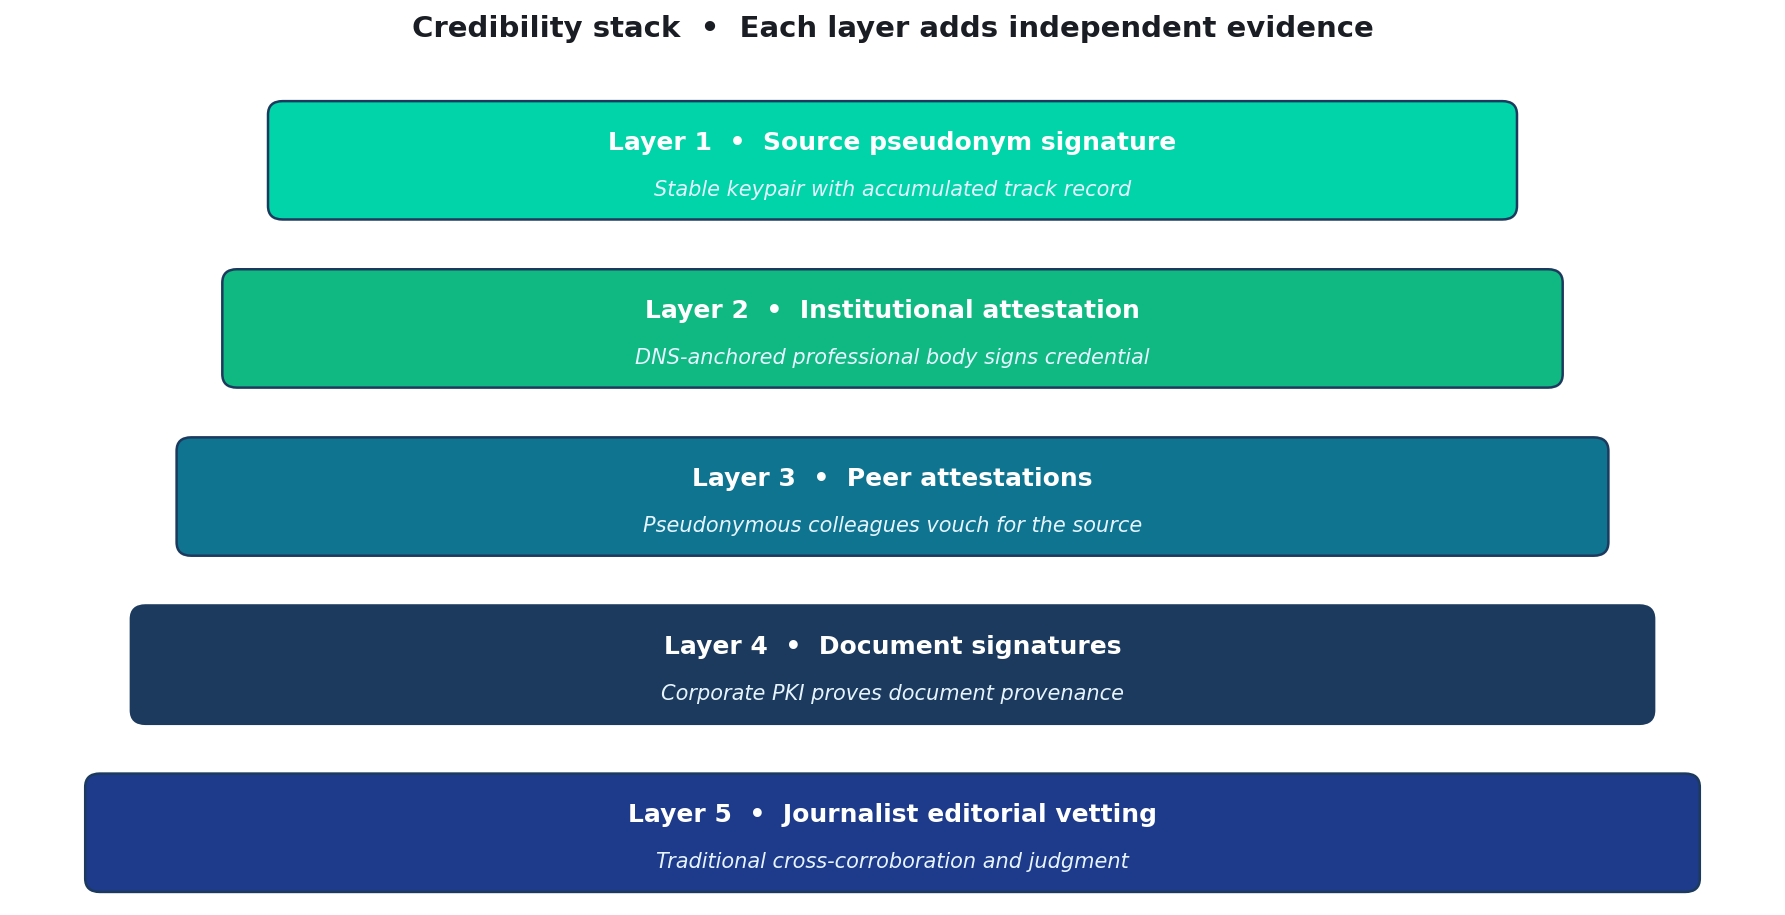 Credibility stack • Each layer adds independent evidence
Layer 1 • Source pseudonym signature
Stable keypair with accumulated track record
Layer 2 • Institutional attestation
DNS-anchored professional body signs credential
Layer 3 • Peer attestations
Pseudonymous colleagues vouch for the source
Layer 4 • Document signatures
Corporate PKI proves document provenance
Layer 5 • Journalist editorial vetting
Traditional cross-corroboration and judgment